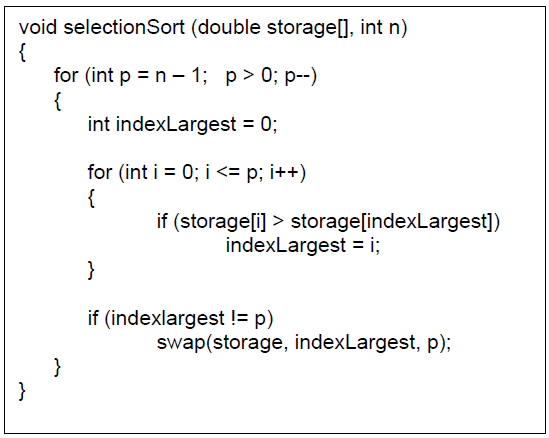 void selectionSort (double storage[], int n)
{
for (int p = n – 1;   p > 0; p--)
{
int indexLargest = 0;
for (int i = 0; i <= p; i++)
{
if (storage[i] > storage[indexLargest])
indexLargest = i;
}
if (indexlargest != p)
swap(storage, indexLargest, p);
}
}